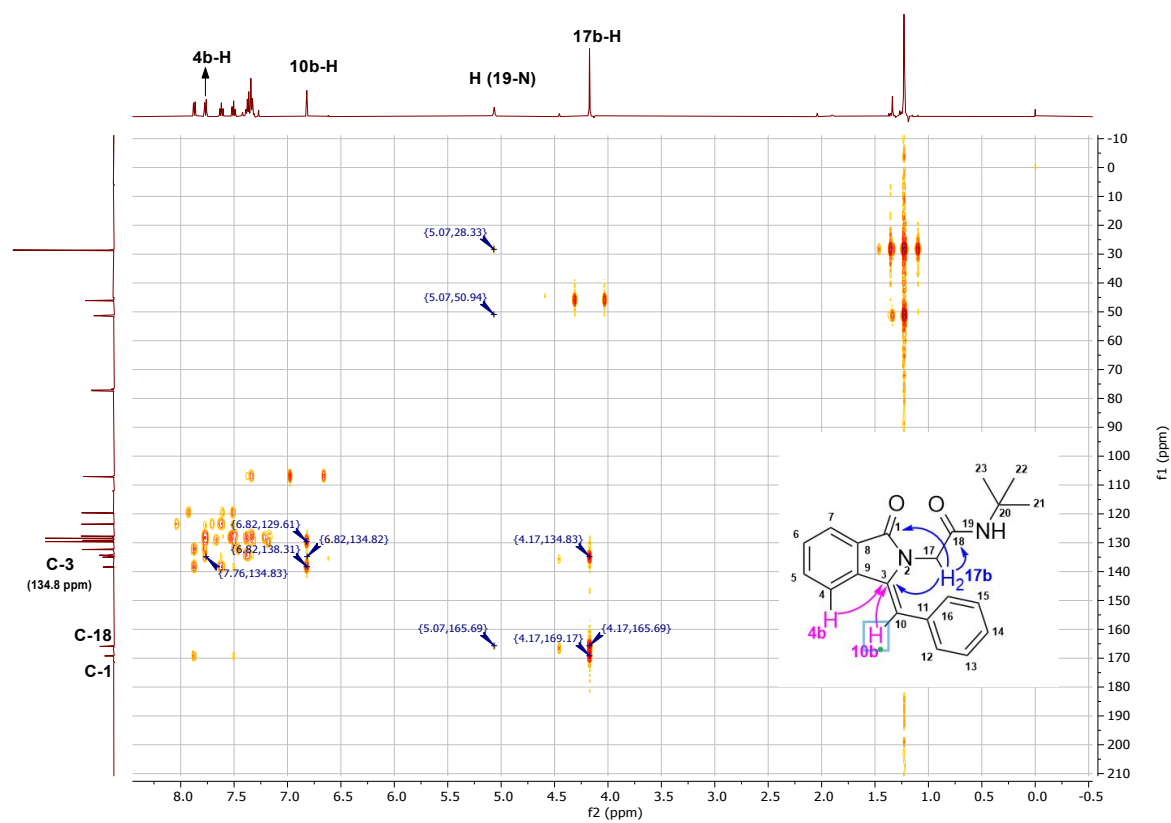 4b-H
10b-H
H (19-N)
17b-H
{5.07,28.33}
{5.07,50.94}
{6.82,129.61}
{6.82,134.82}
{4.17,134.83}
{6.82,138.31}
{7.76,134.83}
{5.07,165.69}
{4.17,169.17}
{4.17,165.69}
C-3
(134.8 ppm)
C-18
C-1
-10
0
10
20
30
40
50
60
70
80
90
100
110
120
130
140
150
160
170
180
190
200
210
f1 (ppm)
8.0 7.5 7.0 6.5 6.0 5.5 5.0 4.5 4.0 3.5 3.0 2.5 2.0 1.5 1.0 0.5 0.0 -0.5
f2 (ppm)
23 22
21
20
O O
19 NH
7 1 18
6 8 17
N
2
H2 17b
5 9 3
4 15
11 16
H 14
4b 10
H 12 13
10b